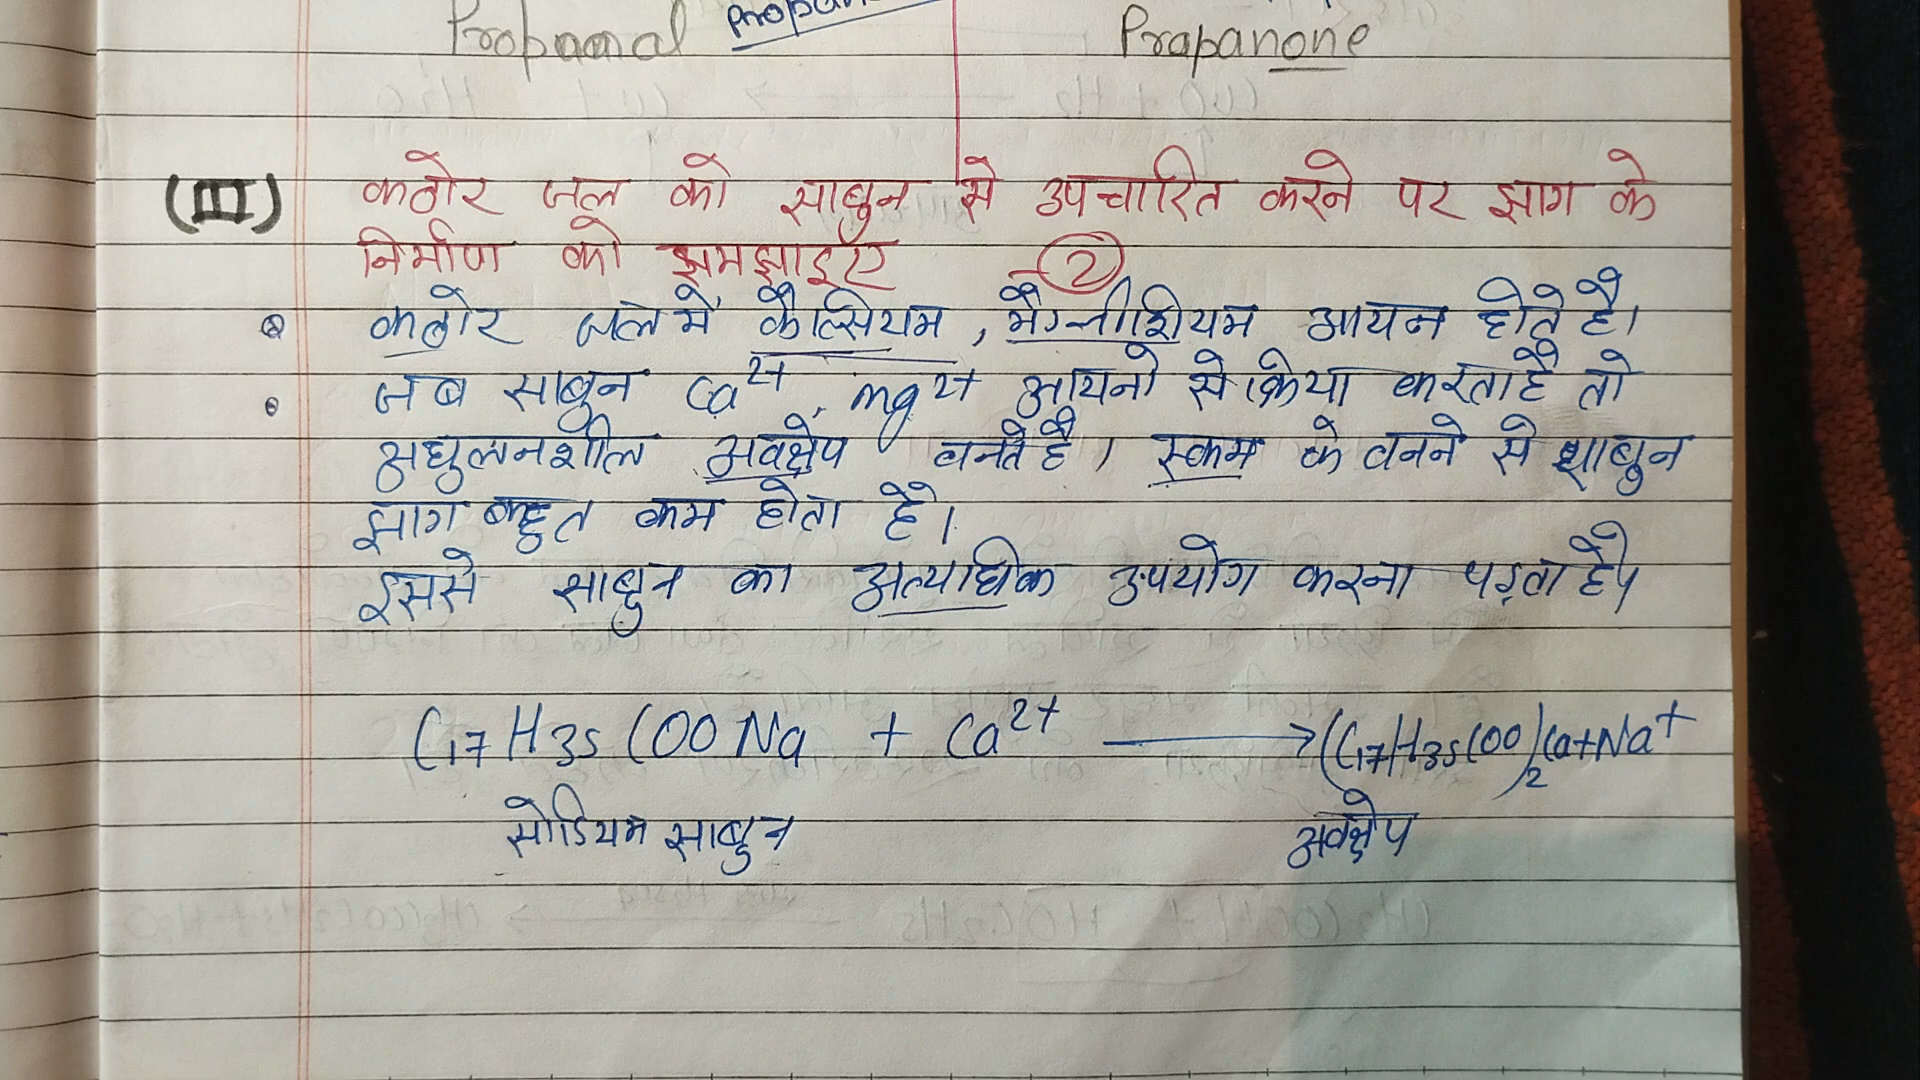 Propanal Propan Propanone
(III) कठोर जल को साबुन से उपचारित करने पर झाग के
निर्माण को समझाइए -(2)
कठोर जलमें कैल्सियम, मैग्नीशियम आयन होते है।
जब साबुन Ca2+, mg2+ आयनो से क्रिया करता है तो
अघुलनशील अवक्षेप बनते है। स्कम के बनने से शाबुन
झाग बहुत कम होता है।
इससे साबुन का अत्याधिक उपयोग करना पड़ता है।
C17H35COONa + Ca2+ → (C17H35COO)2Ca+Na+
सोडियम साबुन अवक्षेप